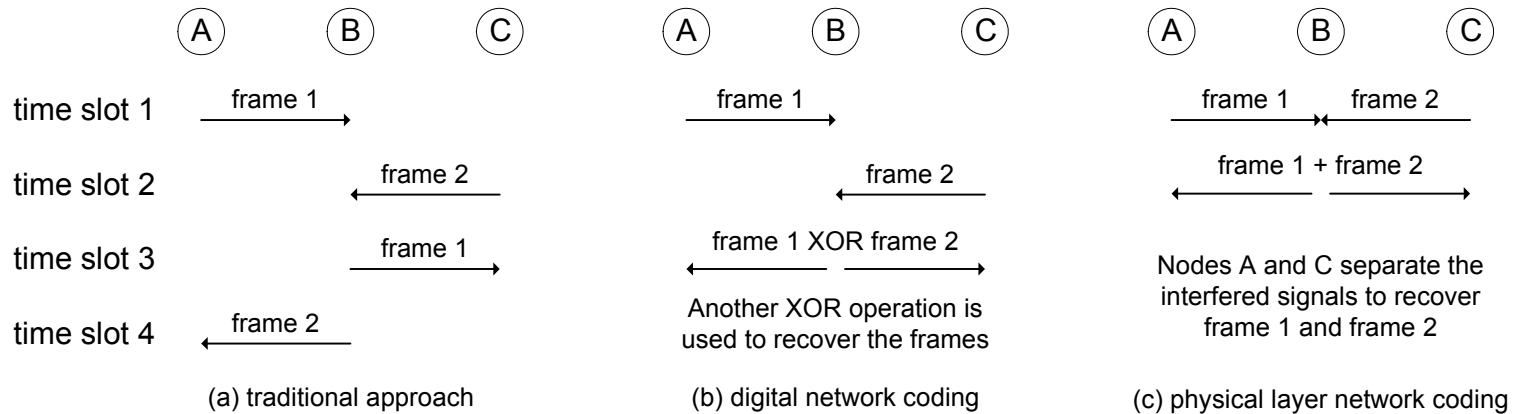 A B C A B C A B C
time slot 1 frame 1 frame 1 frame 1 frame 2
time slot 2 frame 2 frame 2 frame 1 + frame 2
time slot 3 frame 1 frame 1 XOR frame 2
Nodes A and C separate the
interfered signals to recover
frame 1 and frame 2
time slot 4 frame 2
Another XOR operation is
used to recover the frames
(a) traditional approach (b) digital network coding (c) physical layer network coding